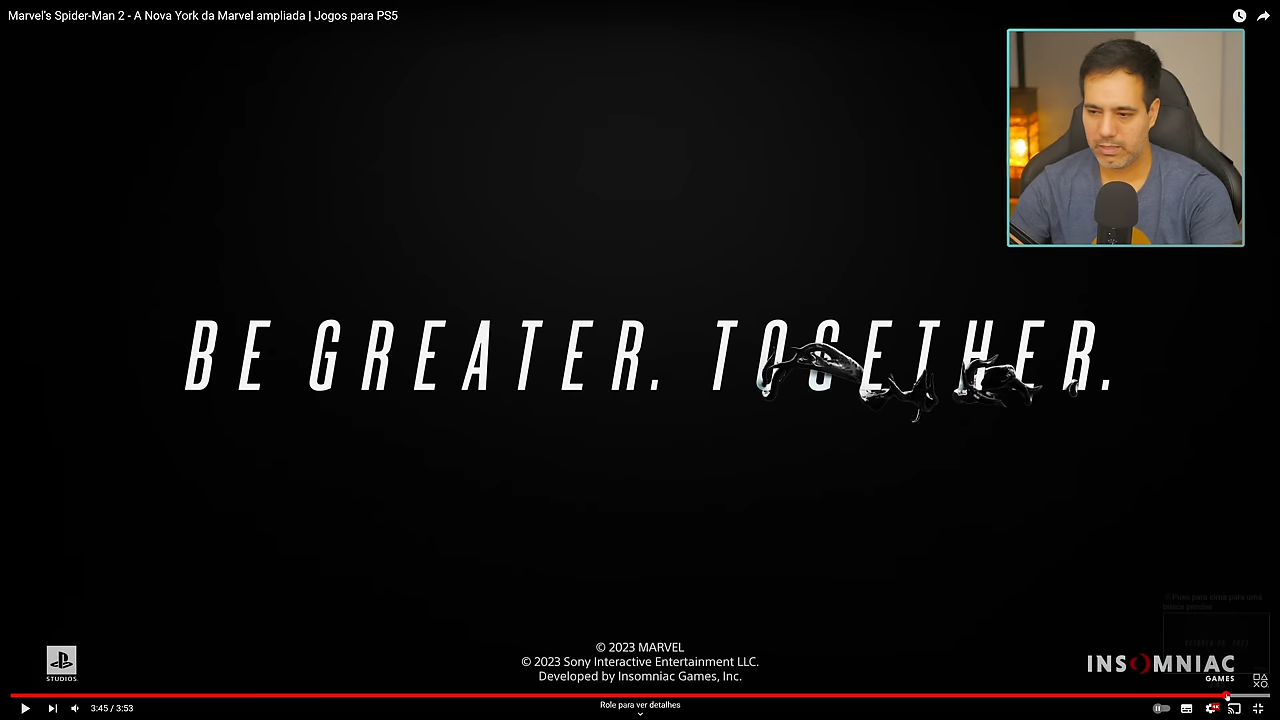 Marvel's Spider-Man 2 - A Nova York da Marvel ampliada | Jogos para PS5
BE GREATER. TOGETHER.
© 2023 MARVEL
© 2023 Sony Interactive Entertainment LLC.
Developed by Insomniac Games, Inc.
STUDIOS
INSOMNIAC
GAMES
3:45 / 3:53
Role para ver detalhes
4K